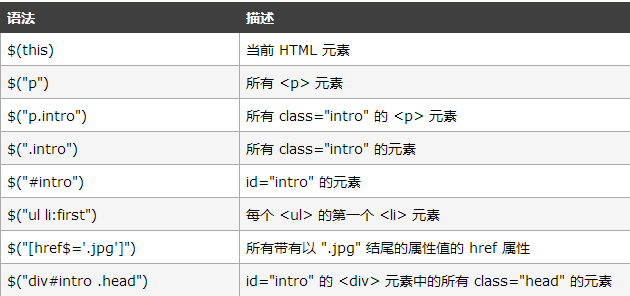 语法 描述
$(this) 当前 HTML 元素
$("p") 所有 <p> 元素
$("p.intro") 所有 class="intro" 的 <p> 元素
$(".intro") 所有 class="intro" 的元素
$("#intro") id="intro" 的元素
$("ul li:first") 每个 <ul> 的第一个 <li> 元素
$("[href$='.jpg']") 所有带有以 ".jpg" 结尾的属性值的 href 属性
$("div#intro .head") id="intro" 的 <div> 元素中的所有 class="head" 的元素